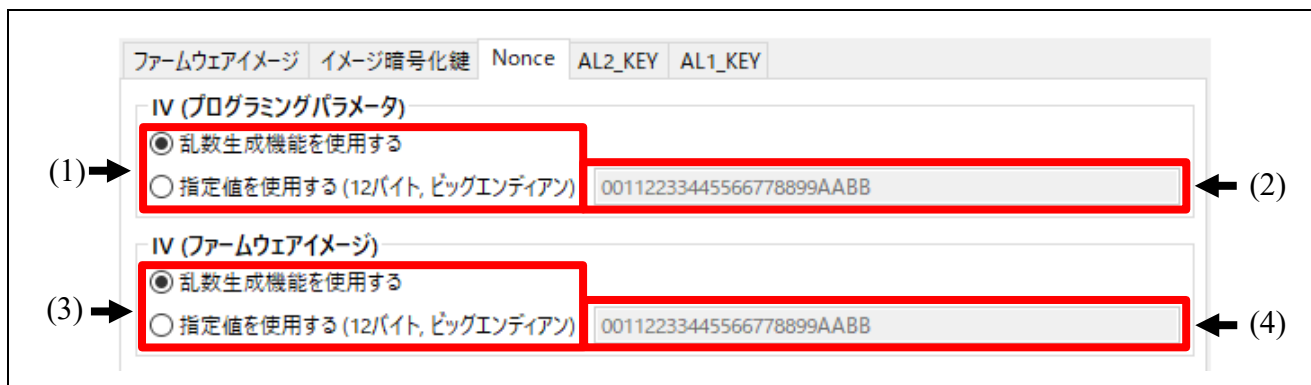 ファームウェアイメージ イメージ暗号化鍵 Nonce AL2_KEY AL1_KEY
IV (プログラミングパラメータ)
乱数生成機能を使用する
(1) 指定値を使用する (12バイト, ビッグエンディアン) 00112233445566778899AABB (2)
IV (ファームウェアイメージ)
乱数生成機能を使用する
(3) 指定値を使用する (12バイト, ビッグエンディアン) 00112233445566778899AABB (4)